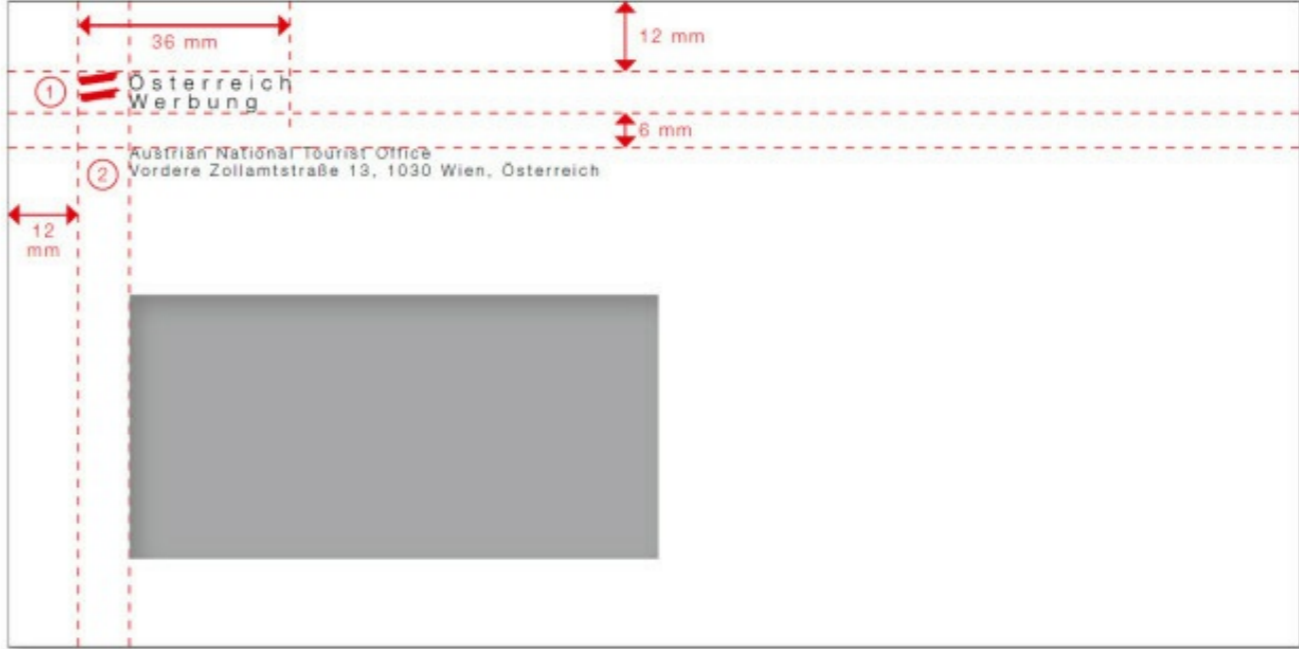 36 mm
12 mm
1
Österreich
Werbung
6 mm
Austrian National Tourist Office
2
Vordere Zollamtstraße 13, 1030 Wien, Österreich
12
mm